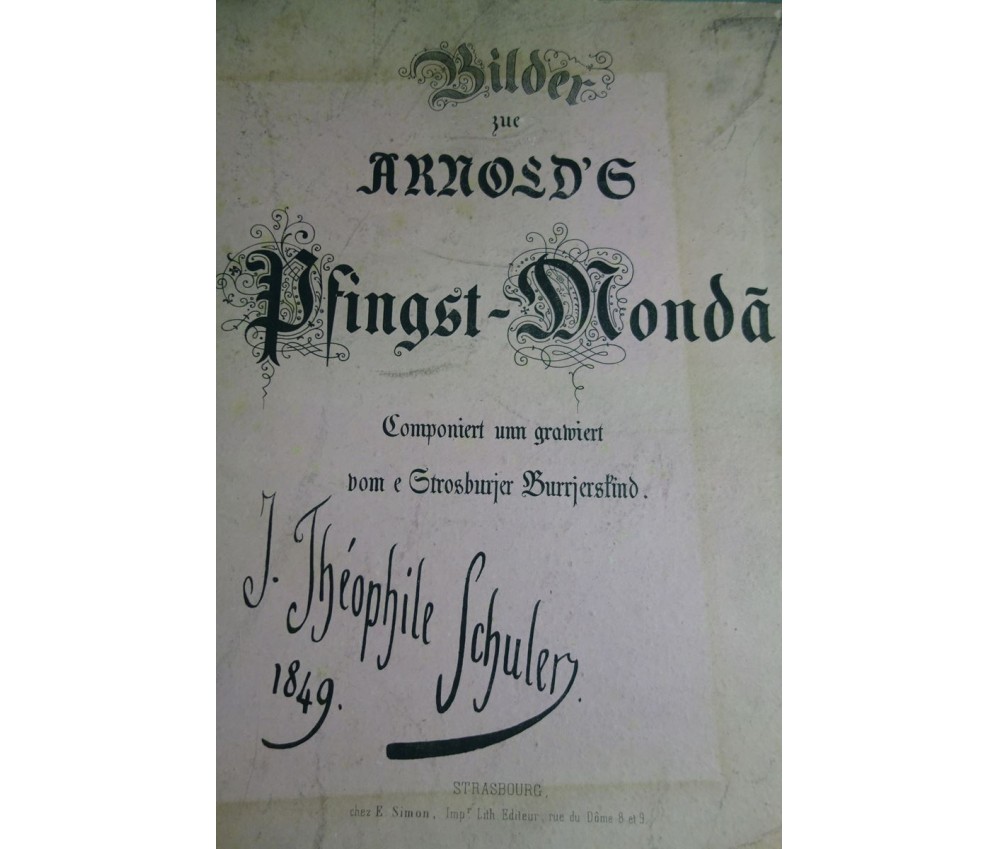 Bilder
zue
ARNOLD'S
Pfingst-Mondā
Componiert unn grawiert
vom e Strosburjer Burrjerskind.
J. Théophile Schuler.
1849.
STRASBOURG,
chez E. Simon, Impr Lith. Editeur, rue du Dôme 8 et 9.